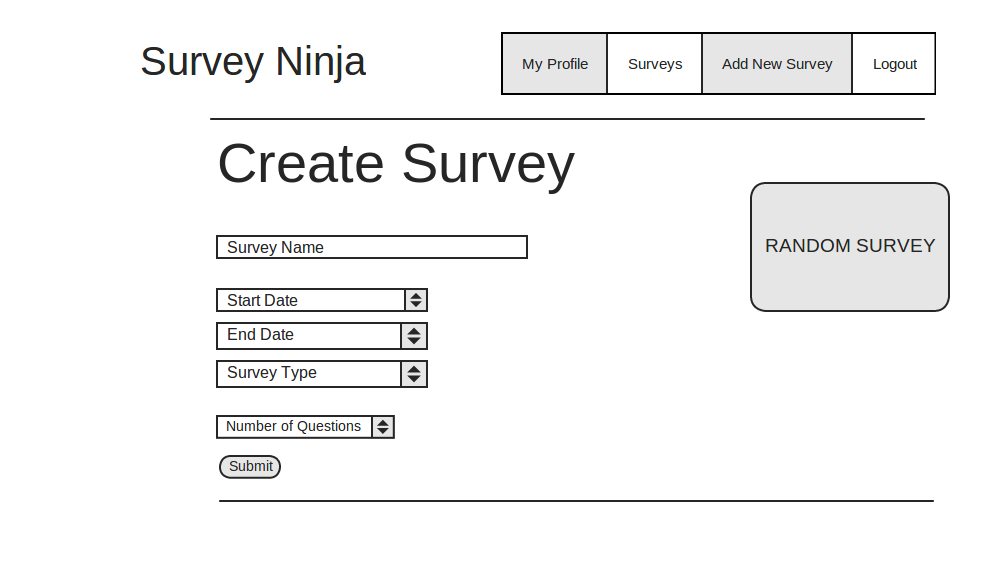 Survey Ninja
My Profile
Surveys
Add New Survey
Logout
Create Survey
RANDOM SURVEY
Survey Name
Start Date
End Date
Survey Type
Number of Questions
Submit